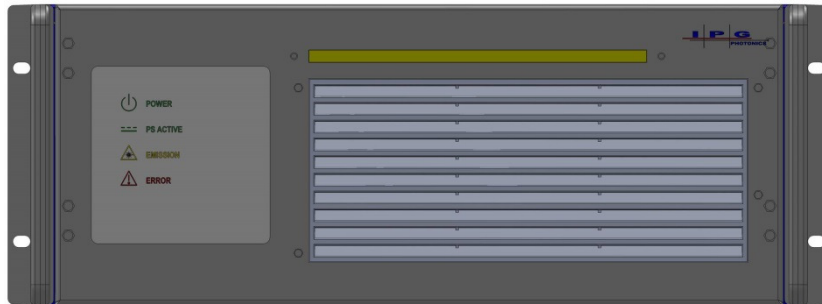 IPG
PHOTONICS
POWER
PS ACTIVE
EMISSION
ERROR